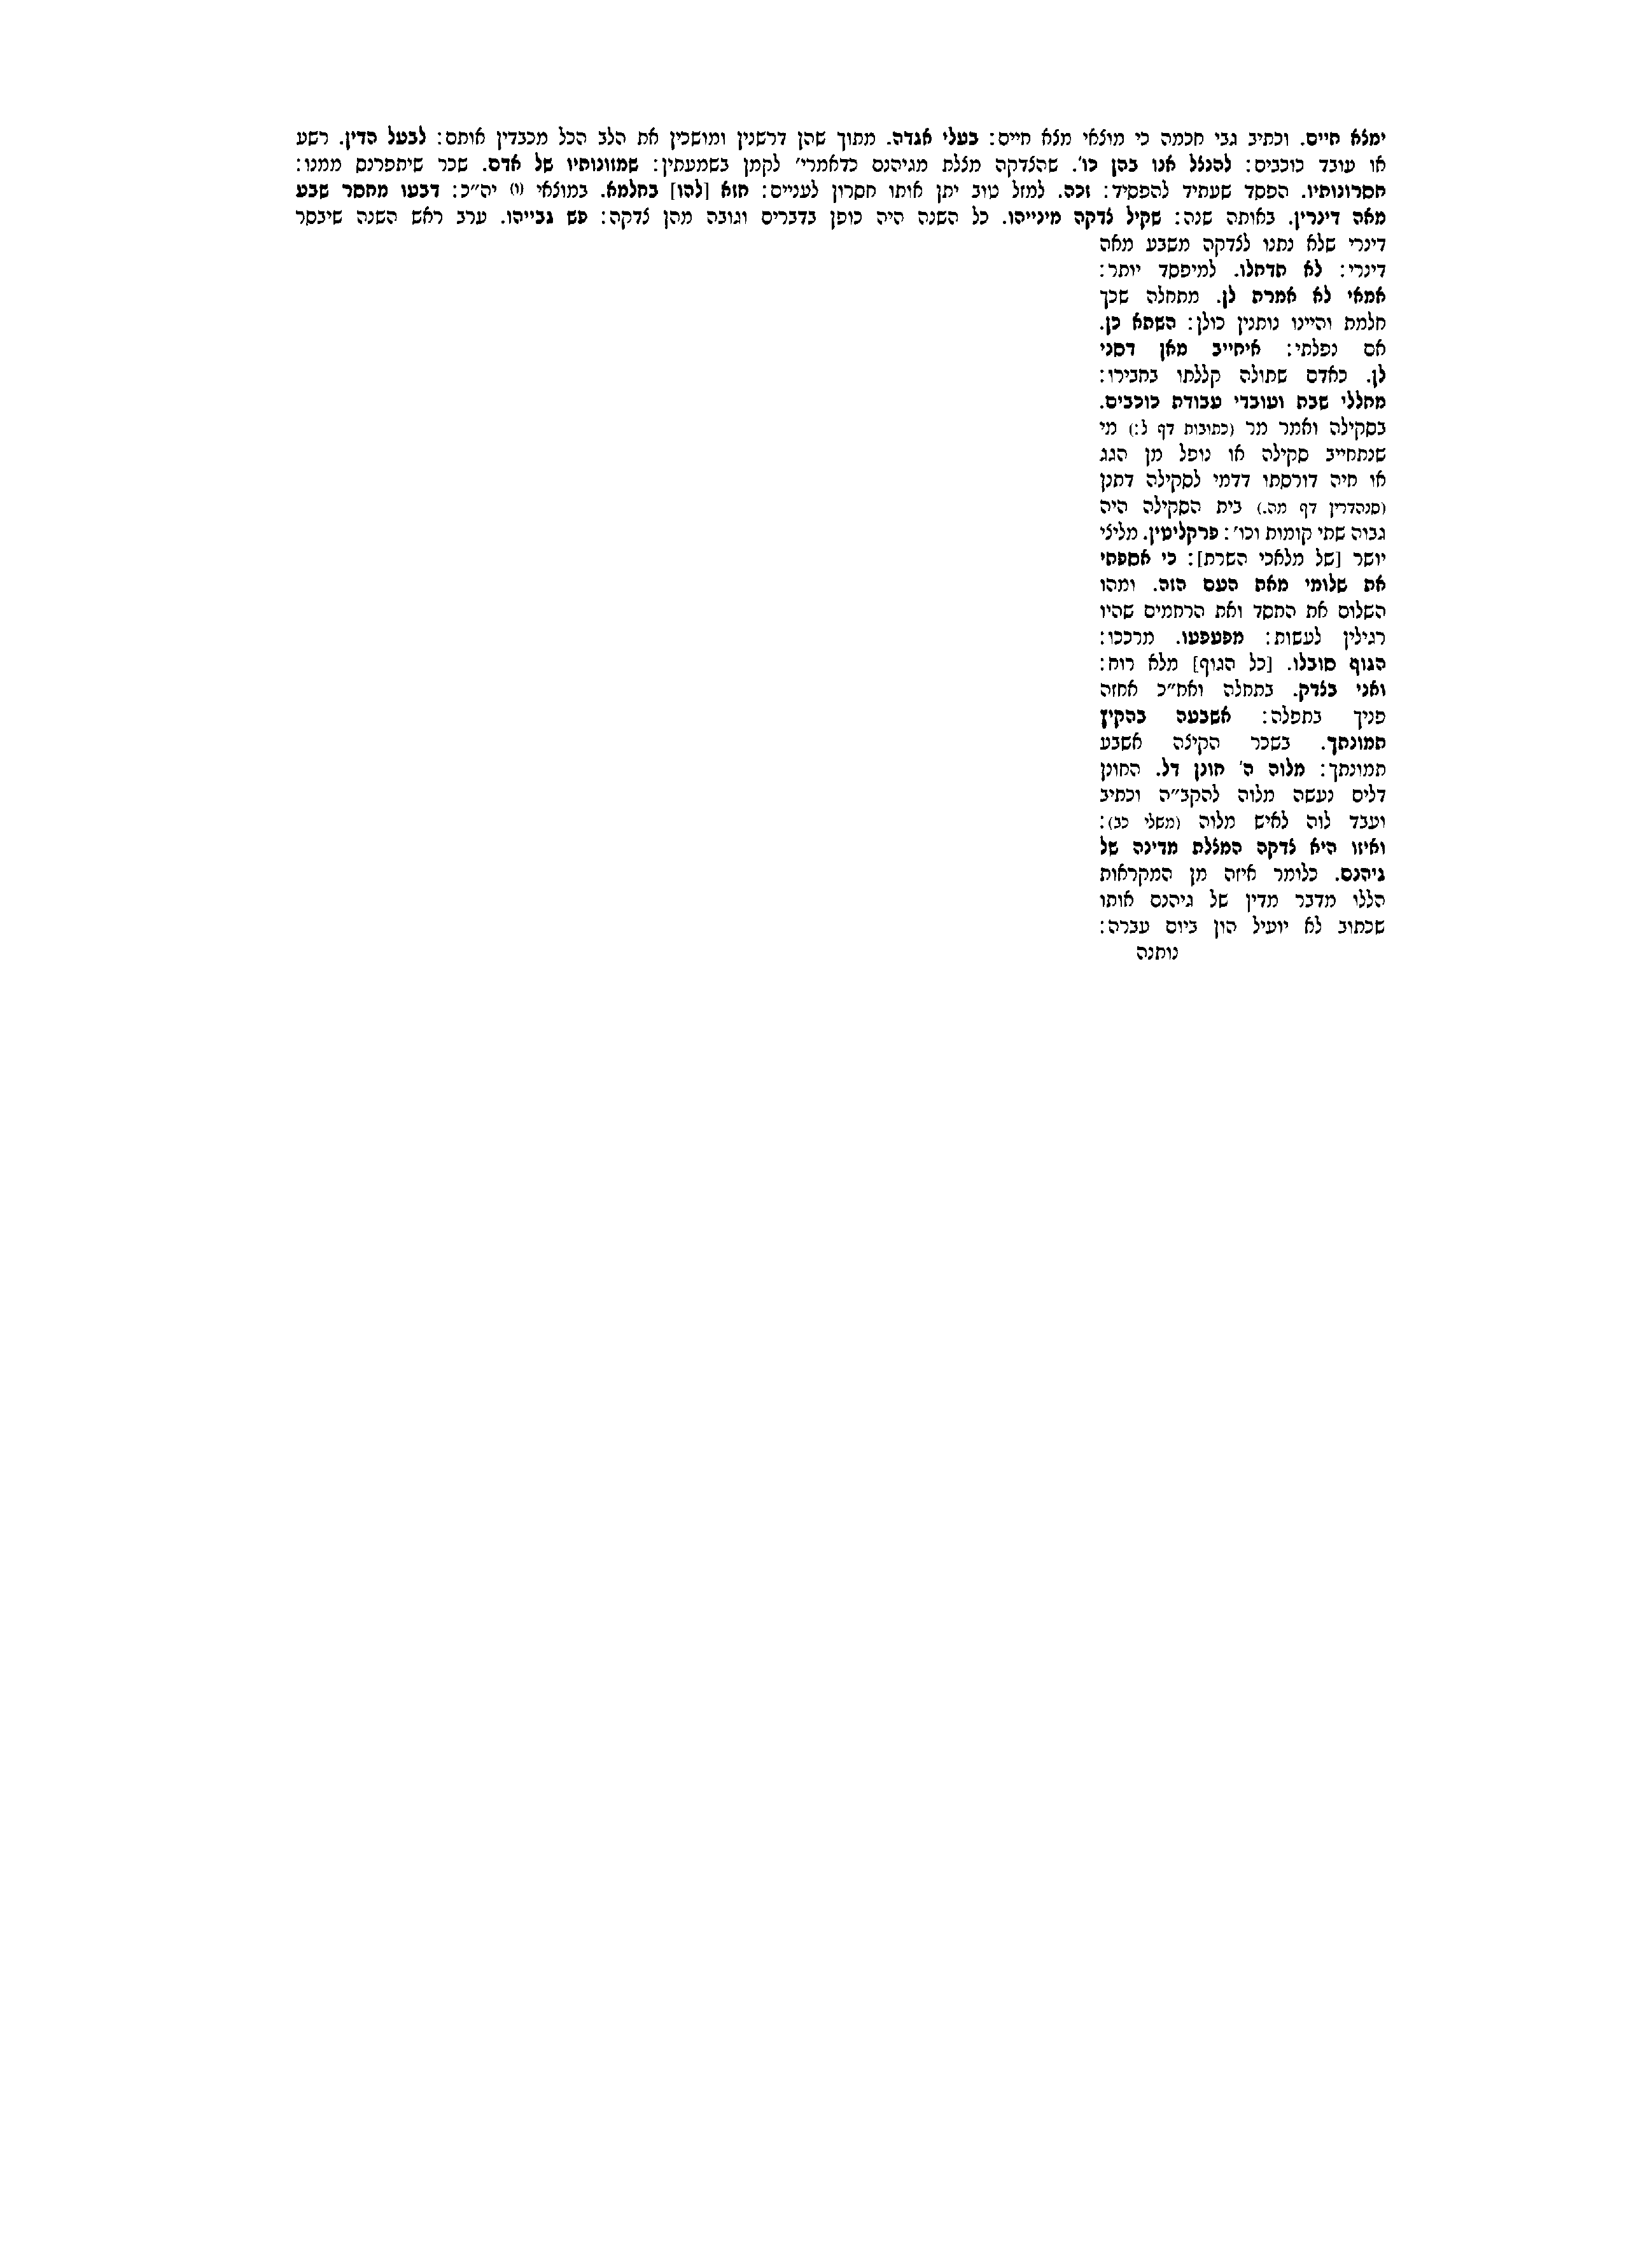 ימצא חיים. וכתיב גבי חכמה כי מוצאי מצא חיים: בעלי אגדה. מתוך שהן דרשנין ומושכין את הלב הכל מכבדין אותם: לבעל הדין. רשע
או עובד כוכבים: להנצל אנו בהן כו'. שהצדקה מצלת מגיהנם כדאמרי' לקמן בשמעתין: שמזונותיו של אדם. שכר שיתפרנס ממנו:
חסרונותיו. הפסד שעתיד להפסיד: זכה. למזל טוב יתן אותו חסרון לעניים: חזא [להו] בחלמא. במוצאי (ו) יה"כ: דבעו מחסר שבע
מאה דינרין. באותה שנה: שקיל צדקה מינייהו. כל השנה היה כופן בדברים וגובה מהן צדקה: פש גבייהו. ערב ראש השנה שיבסר
דינרי שלא נתנו לצדקה משבע מאה
דינרי: לא תדחלו. למיפסד יותר:
אמאי לא אמרת לן. מתחלה שכך
חלמת והיינו נותנין כולן: השתא כן.
אם נפלתי: איחייב מאן דסני
לן. כאדם שתולה קללתו בחבירו:
מחללי שבת ועובדי עבודת כוכבים.
בסקילה ואמר מר (כתובות דף ל:) מי
שנתחייב סקילה או נופל מן הגג
או חיה דורסתו דדמי לסקילה דתנן
(סנהדרין דף מה.) בית הסקילה היה
גבוה שתי קומות וכו': פרקליטין. מליצי
יושר [של מלאכי השרת]: כי אספתי
את שלומי מאת העם הזה. ומהו
השלום את החסד ואת הרחמים שהיו
רגילין לעשות: מפעפעו. מרככו:
הגוף סובלו. [כל הגוף] מלא רוח:
ואני בצדק. בתחלה ואח"כ אחזה
פניך בתפלה: אשבעה בהקיץ
תמונתך. בשכר הקיצה אשבע
תמונתך: מלוה ה' חונן דל. החונן
דלים נעשה מלוה להקב"ה וכתיב
ועבד לוה לאיש מלוה (משלי כב):
ואיזו היא צדקה המצלת מדינה של
גיהנם. כלומר איזה מן המקראות
הללו מדבר מדין של גיהנם אותו
שכתוב לא יועיל הון ביום עברה:
נותנה